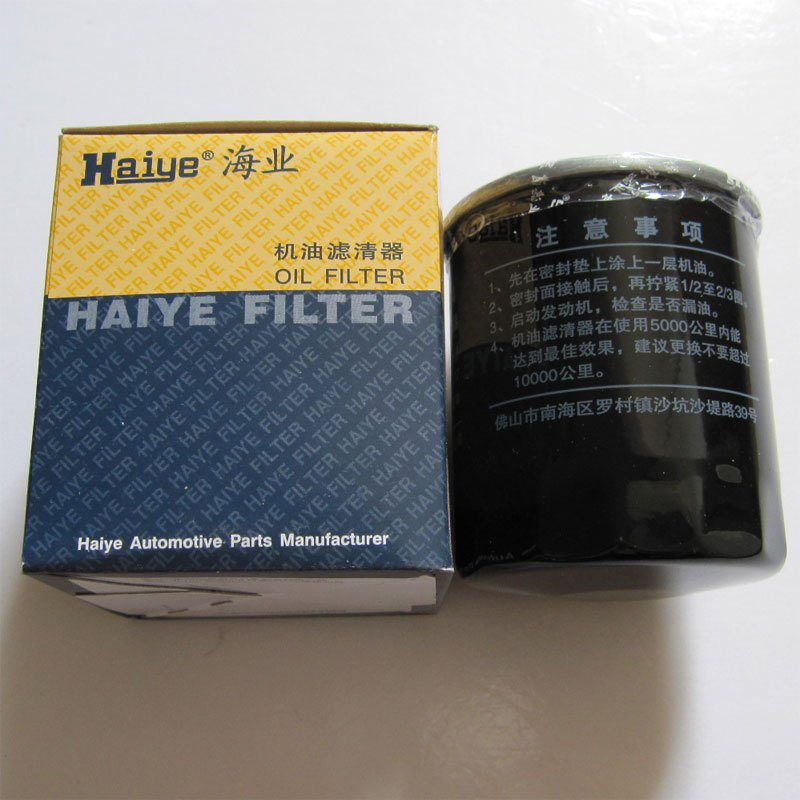 Haiye® 海业
机油滤清器
OIL FILTER
HAIYE FILTER
Haiye Automotive Parts Manufacturer
注意事项
1、先在密封垫上涂上一层机油。
2、密封面接触后，再拧紧1/2至2/3圈。
3、启动发动机，检查是否漏油。
4、机油滤清器在使用5000公里内能
达到最佳效果，建议更换不要超过
10000公里。
佛山市南海区罗村镇沙坑沙堤路39号